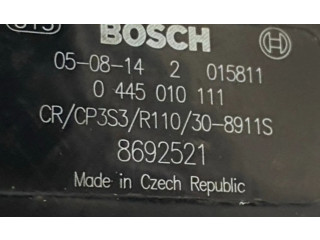 BOSCH
05-08-14 2 015811
0 445 010 111
CR/CP3S3/R110/30-8911S
8692521
Made in Czech Republic